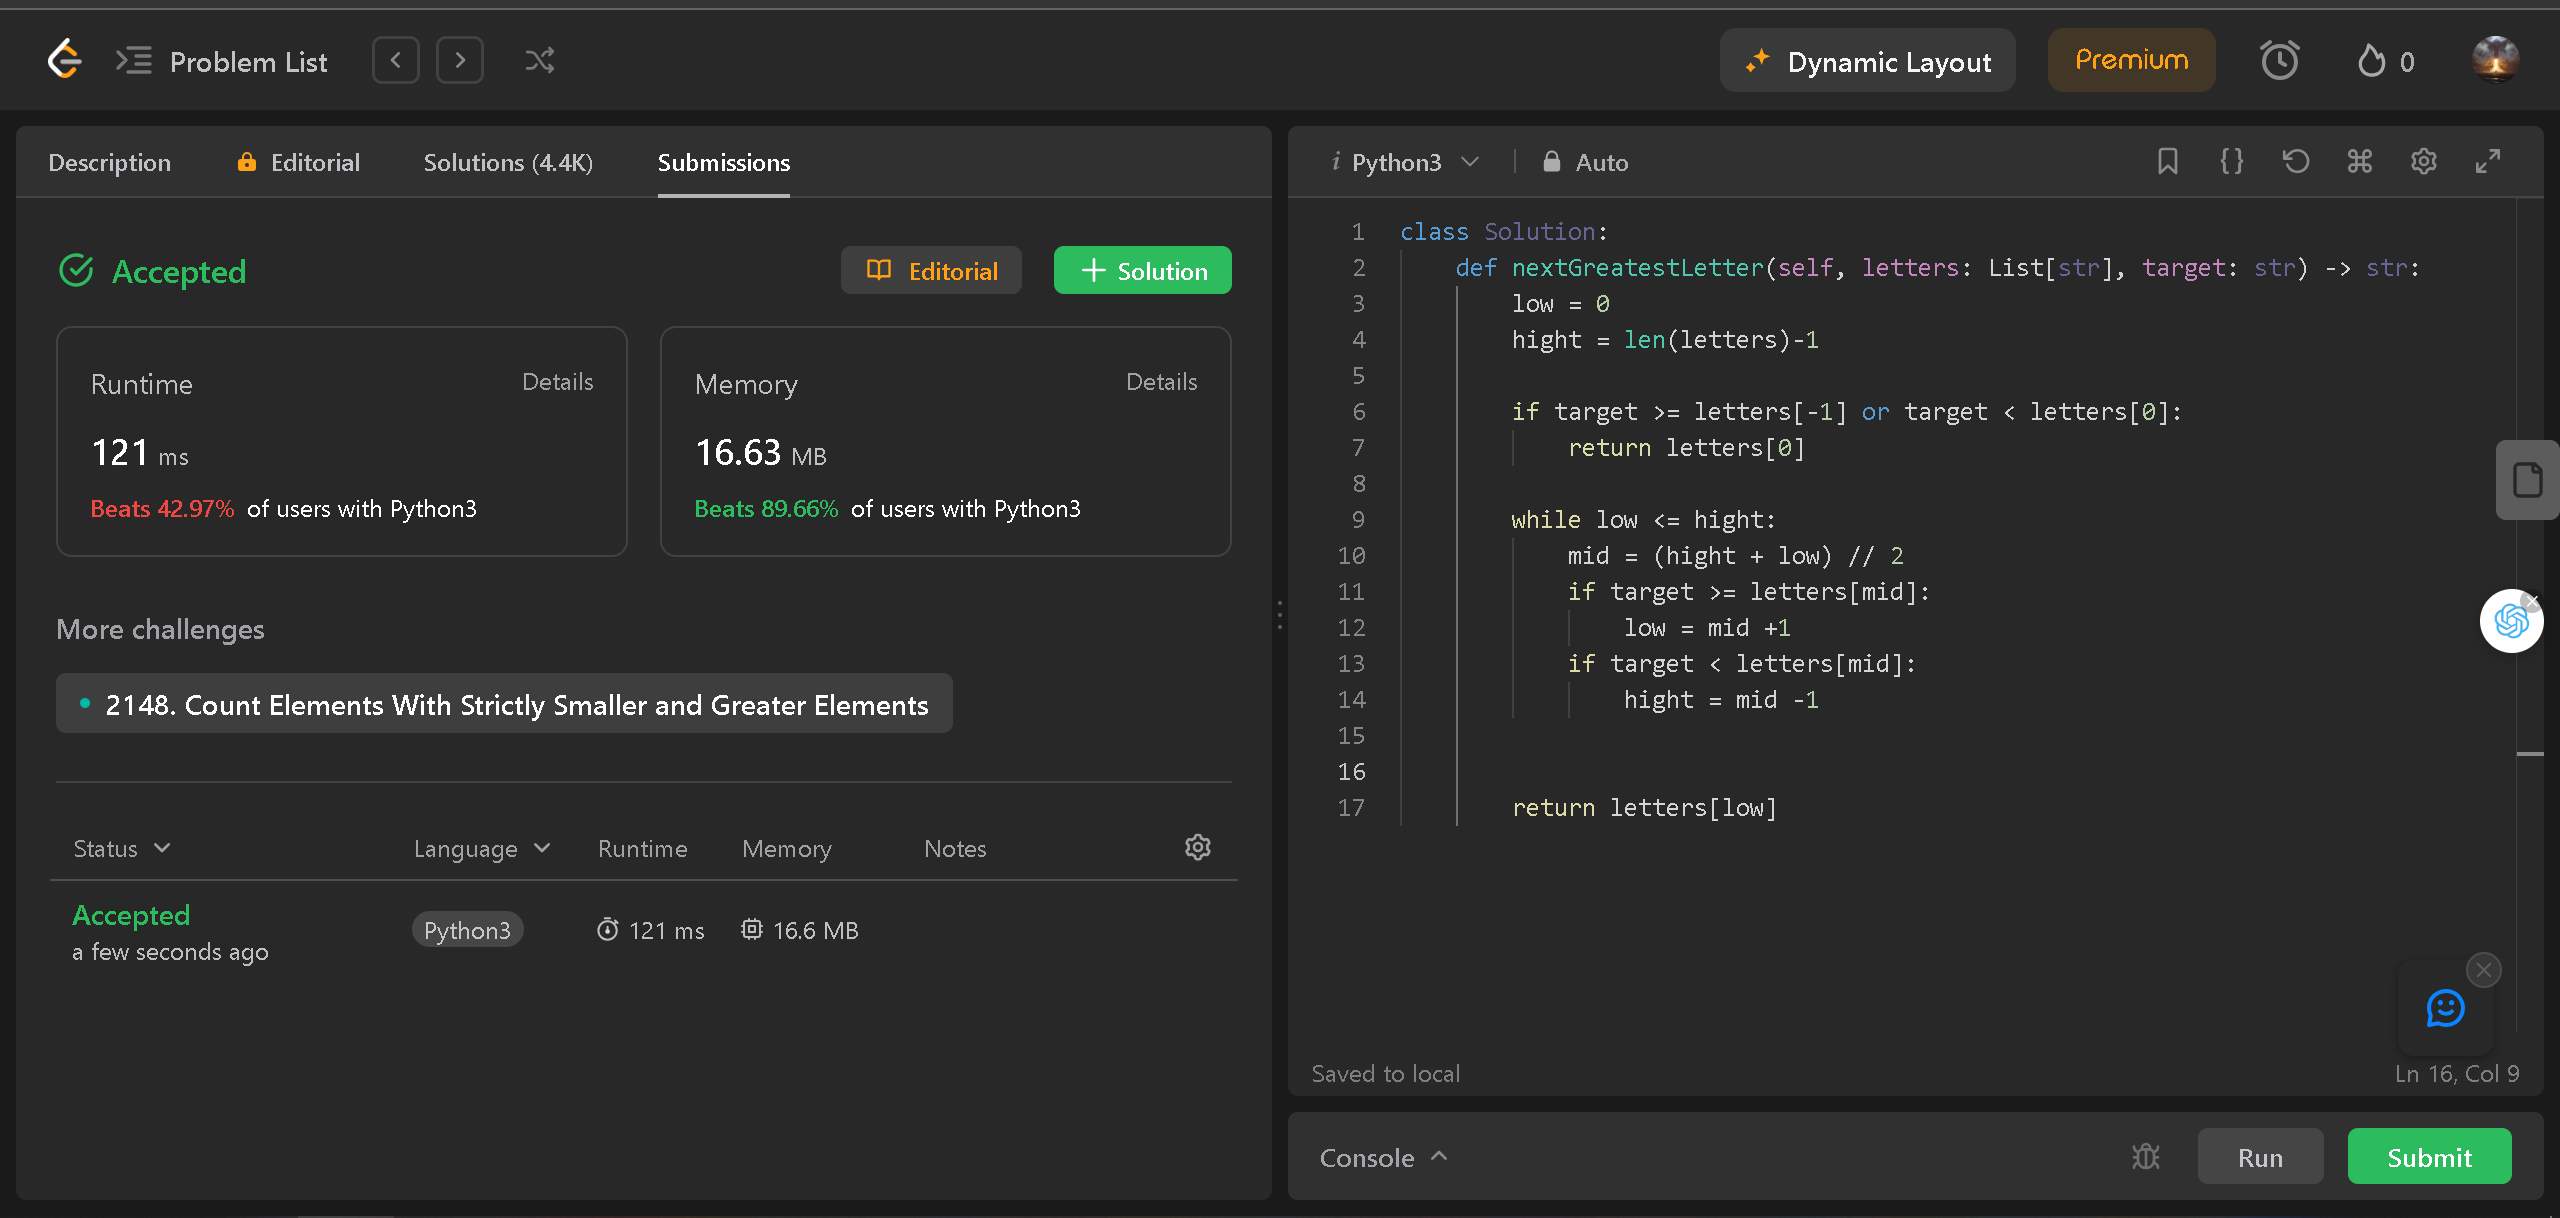 Problem List
Dynamic Layout
Premium
0
Description
Editorial
Solutions (4.4K)
Submissions
Accepted
Editorial
Solution
Runtime
Details
121 ms
Beats 42.97% of users with Python3
Memory
Details
16.63 MB
Beats 89.66% of users with Python3
More challenges
2148. Count Elements With Strictly Smaller and Greater Elements
Status Language Runtime Memory Notes
Accepted
a few seconds ago
Python3
121 ms
16.6 MB
i Python3
Auto
1 class Solution:
2     def nextGreatestLetter(self, letters: List[str], target: str) -> str:
3         low = 0
4         hight = len(letters)-1
5
6         if target >= letters[-1] or target < letters[0]:
7             return letters[0]
8
9         while low <= hight:
10             mid = (hight + low) // 2
11             if target >= letters[mid]:
12                 low = mid +1
13             if target < letters[mid]:
14                 hight = mid -1
15
16
17         return letters[low]
Saved to local
Ln 16, Col 9
Console
Run
Submit